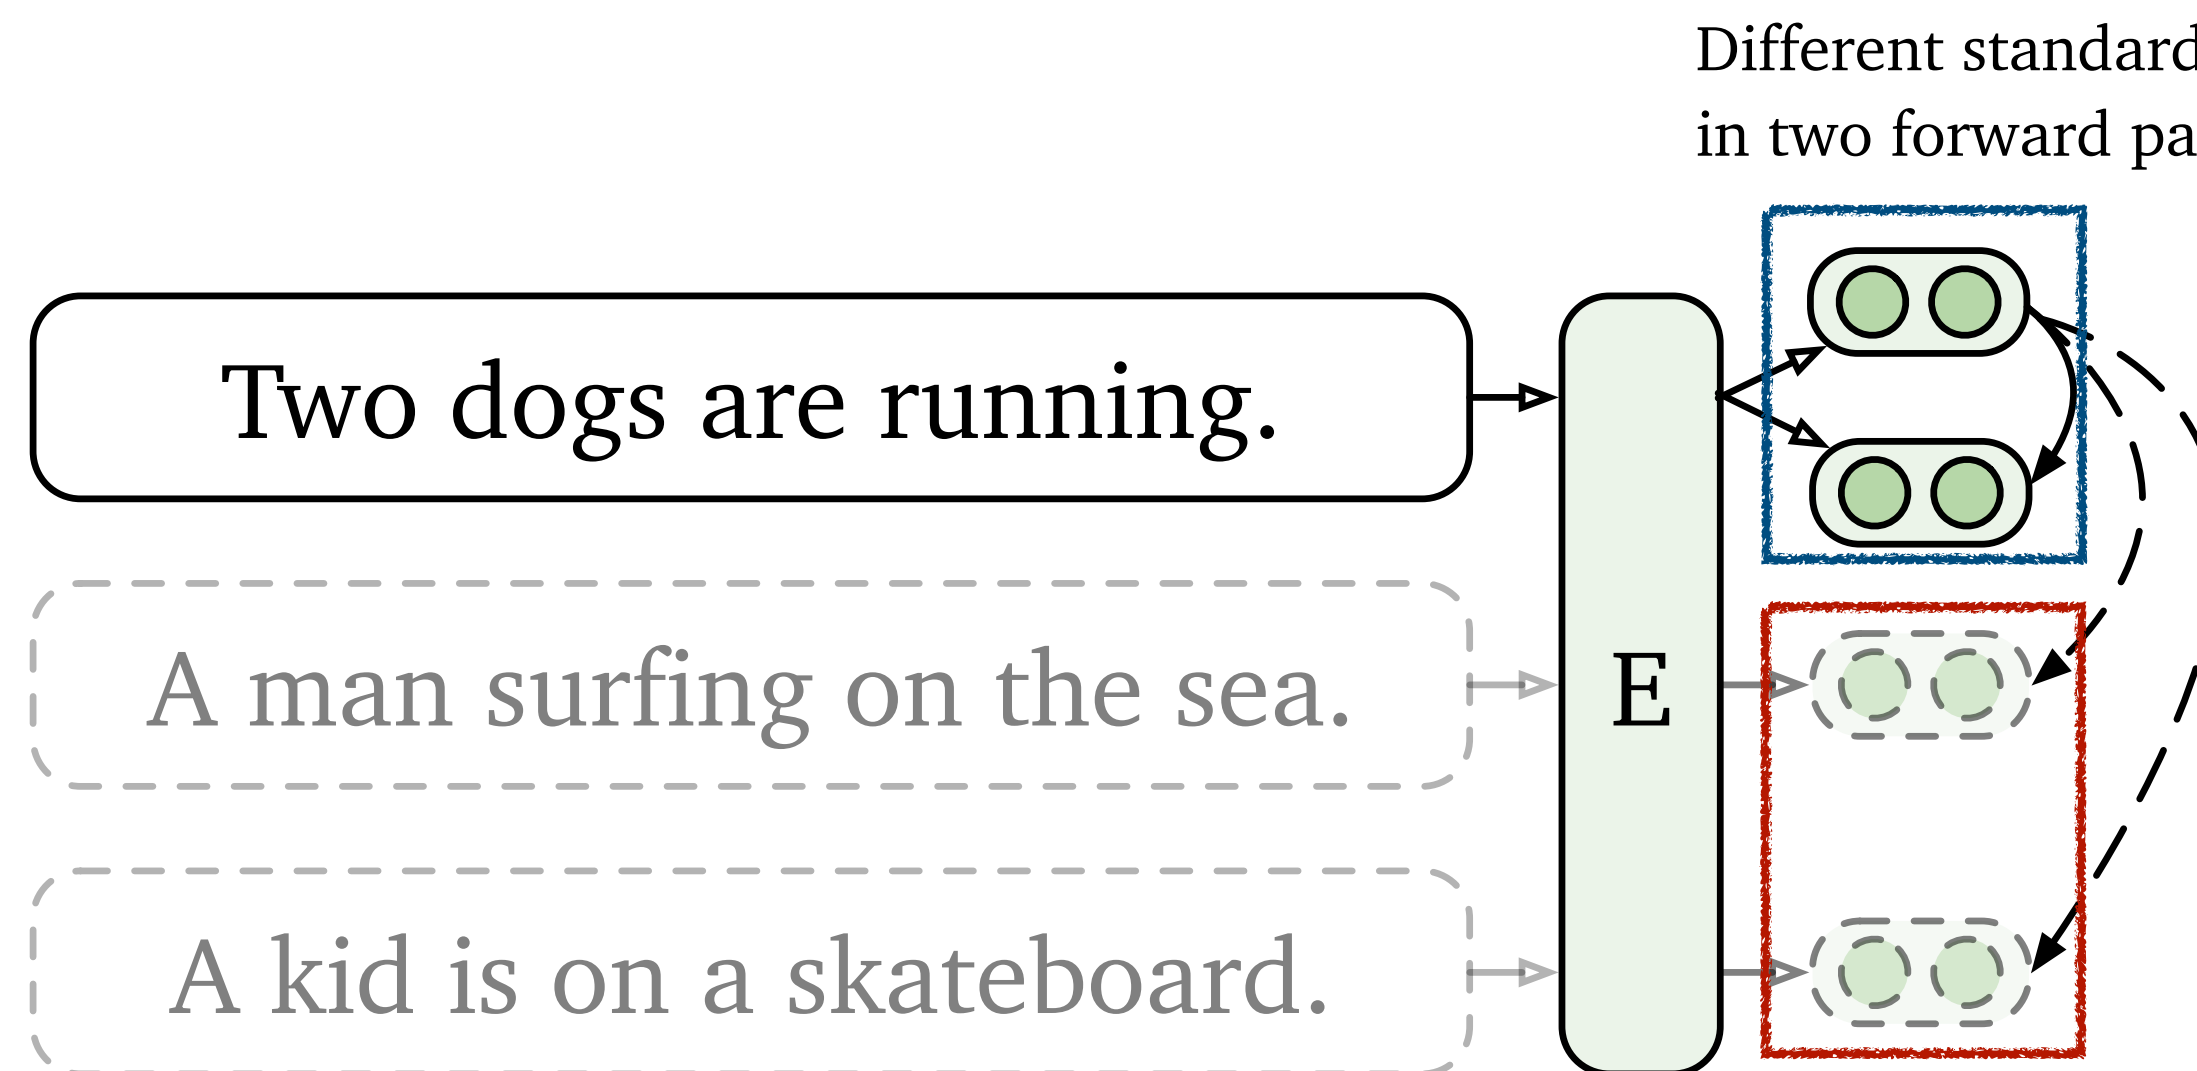 Different standard
in two forward pa
Two dogs are running.
A man surfing on the sea.
E
A kid is on a skateboard.